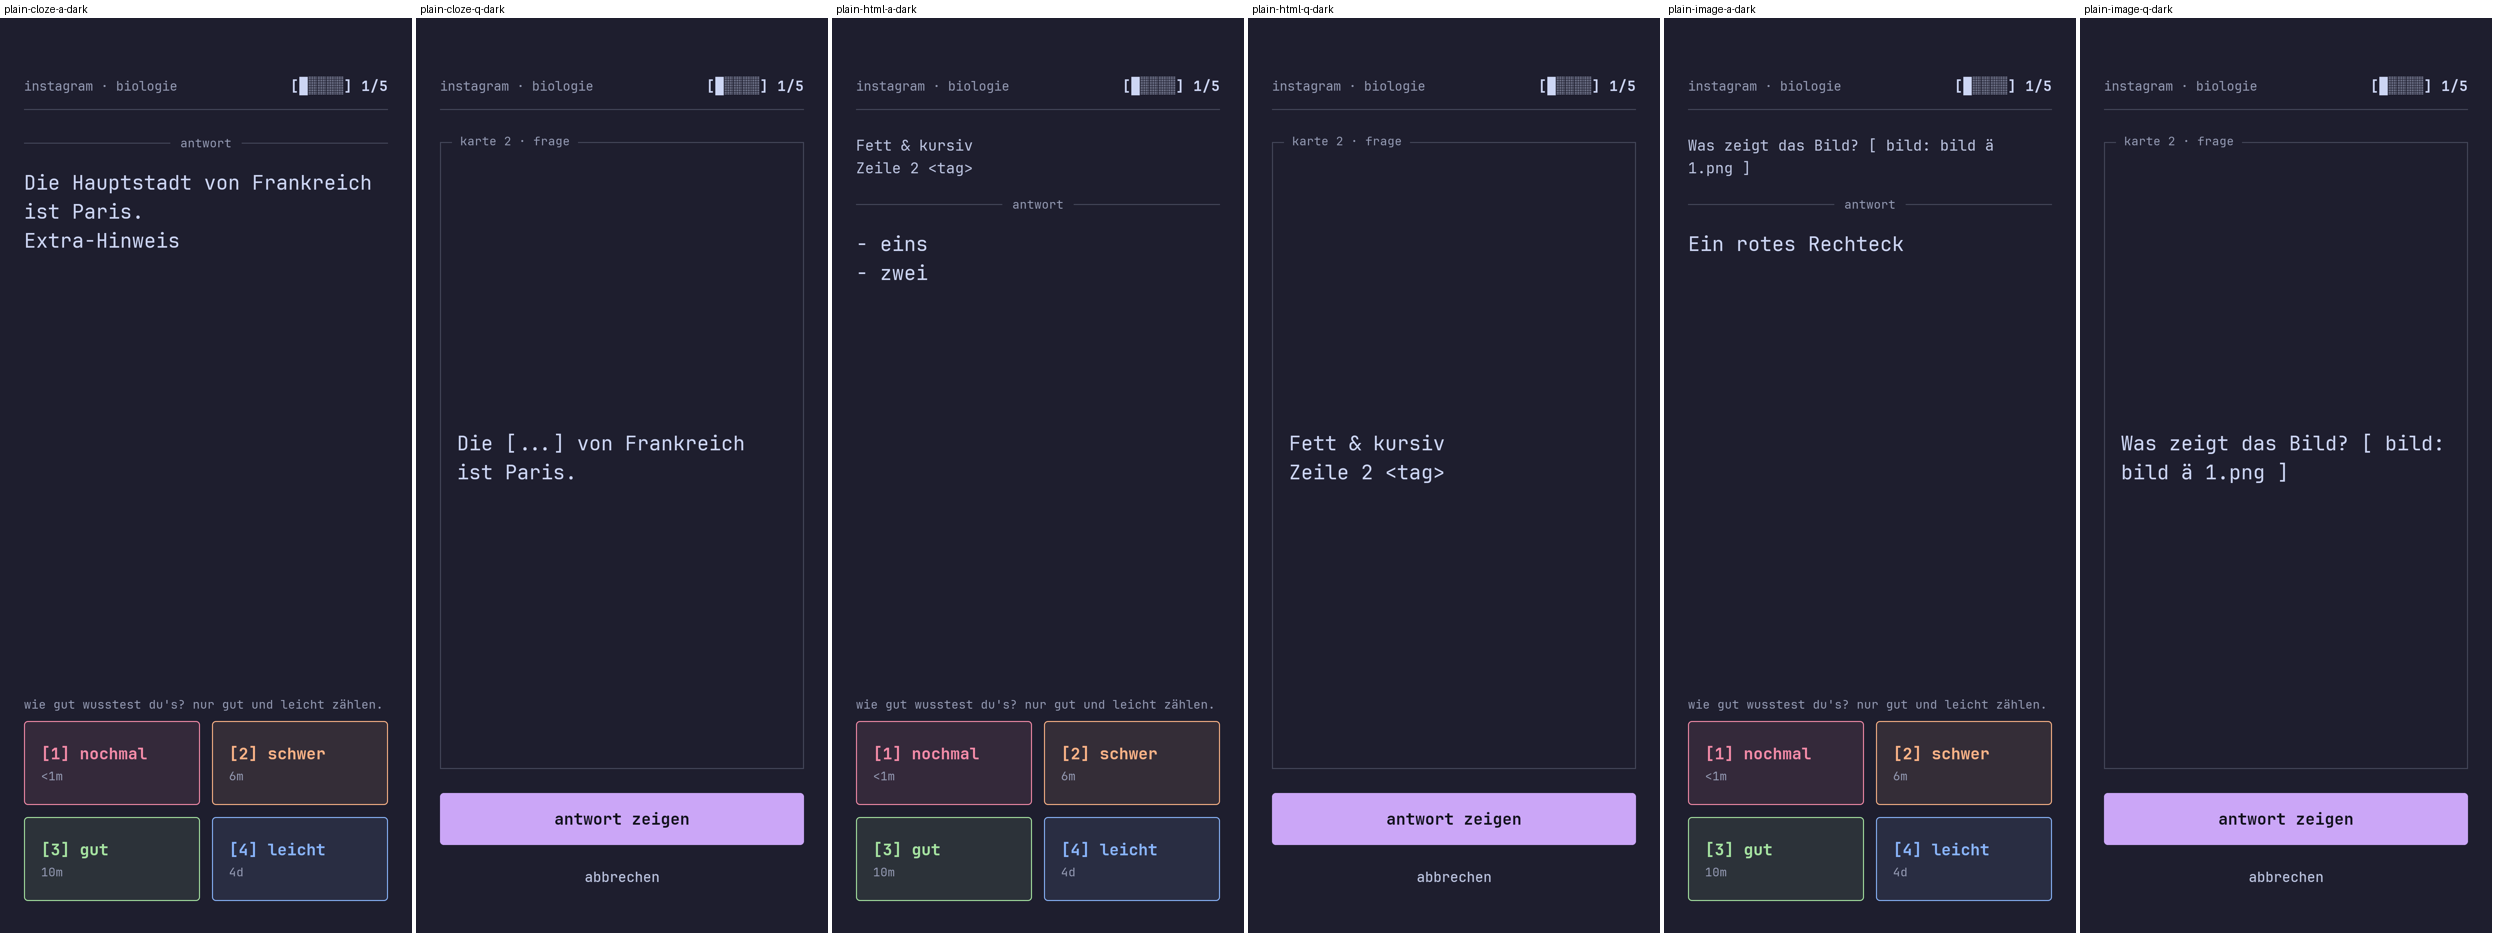 plain-cloze-a-dark
instagram · biologie
[█▒▒▒▒] 1/5
antwort
Die Hauptstadt von Frankreich
ist Paris.
Extra-Hinweis
wie gut wusstest du's? nur gut und leicht zählen.
[1] nochmal
<1m
[2] schwer
6m
[3] gut
10m
[4] leicht
4d
plain-cloze-q-dark
instagram · biologie
[█▒▒▒▒] 1/5
karte 2 · frage
Die [...] von Frankreich
ist Paris.
antwort zeigen
abbrechen
plain-html-a-dark
instagram · biologie
[█▒▒▒▒] 1/5
Fett & kursiv
Zeile 2 <tag>
antwort
- eins
- zwei
wie gut wusstest du's? nur gut und leicht zählen.
[1] nochmal
<1m
[2] schwer
6m
[3] gut
10m
[4] leicht
4d
plain-html-q-dark
instagram · biologie
[█▒▒▒▒] 1/5
karte 2 · frage
Fett & kursiv
Zeile 2 <tag>
antwort zeigen
abbrechen
plain-image-a-dark
instagram · biologie
[█▒▒▒▒] 1/5
Was zeigt das Bild? [ bild: bild ä
1.png ]
antwort
Ein rotes Rechteck
wie gut wusstest du's? nur gut und leicht zählen.
[1] nochmal
<1m
[2] schwer
6m
[3] gut
10m
[4] leicht
4d
plain-image-q-dark
instagram · biologie
[█▒▒▒▒] 1/5
karte 2 · frage
Was zeigt das Bild? [ bild:
bild ä 1.png ]
antwort zeigen
abbrechen